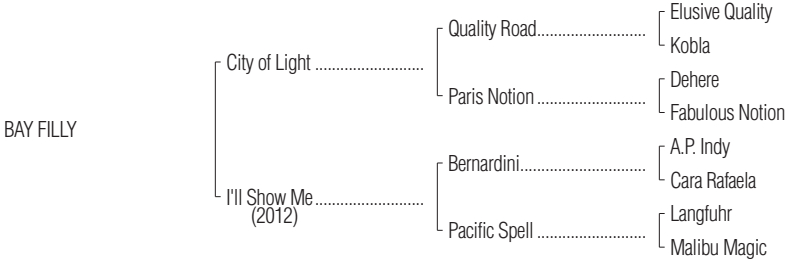 Elusive Quality
Quality Road
Kobla
City of Light
Dehere
Paris Notion
Fabulous Notion
BAY FILLY
A.P. Indy
Bernardini
Cara Rafaela
I'll Show Me
(2012)
Langfuhr
Pacific Spell
Malibu Magic